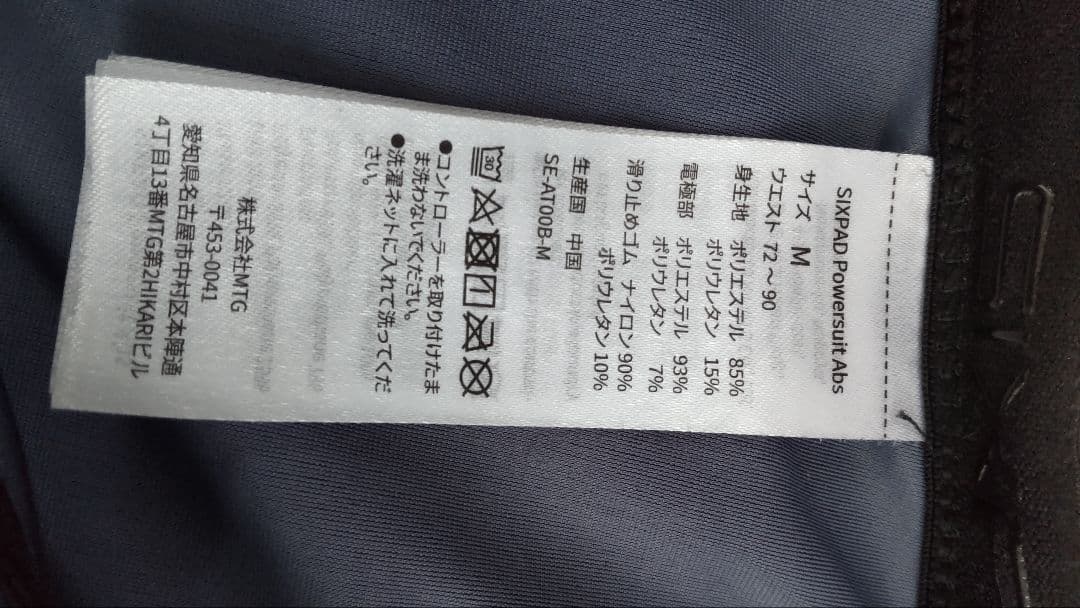 SIXPAD Powersuit Abs
サイズ M
ウエスト 72～90
身生地 ポリエステル 85%
ポリウレタン 15%
電極部 ポリエステル 93%
ポリウレタン 7%
滑り止めゴム ナイロン 90%
ポリウレタン 10%
生産国 中国
SE-AT00B-M
30
●コントローラーを取り付けたま
ま洗わないでください。
●洗濯ネットに入れて洗ってくだ
さい。
株式会社MTG
〒453-0041
愛知県名古屋市中村区本陣通
4丁目13番MTG第2HIKARIビル